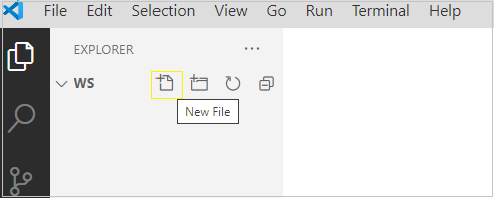 File Edit Selection View Go Run Terminal Help
EXPLORER
WS
New File